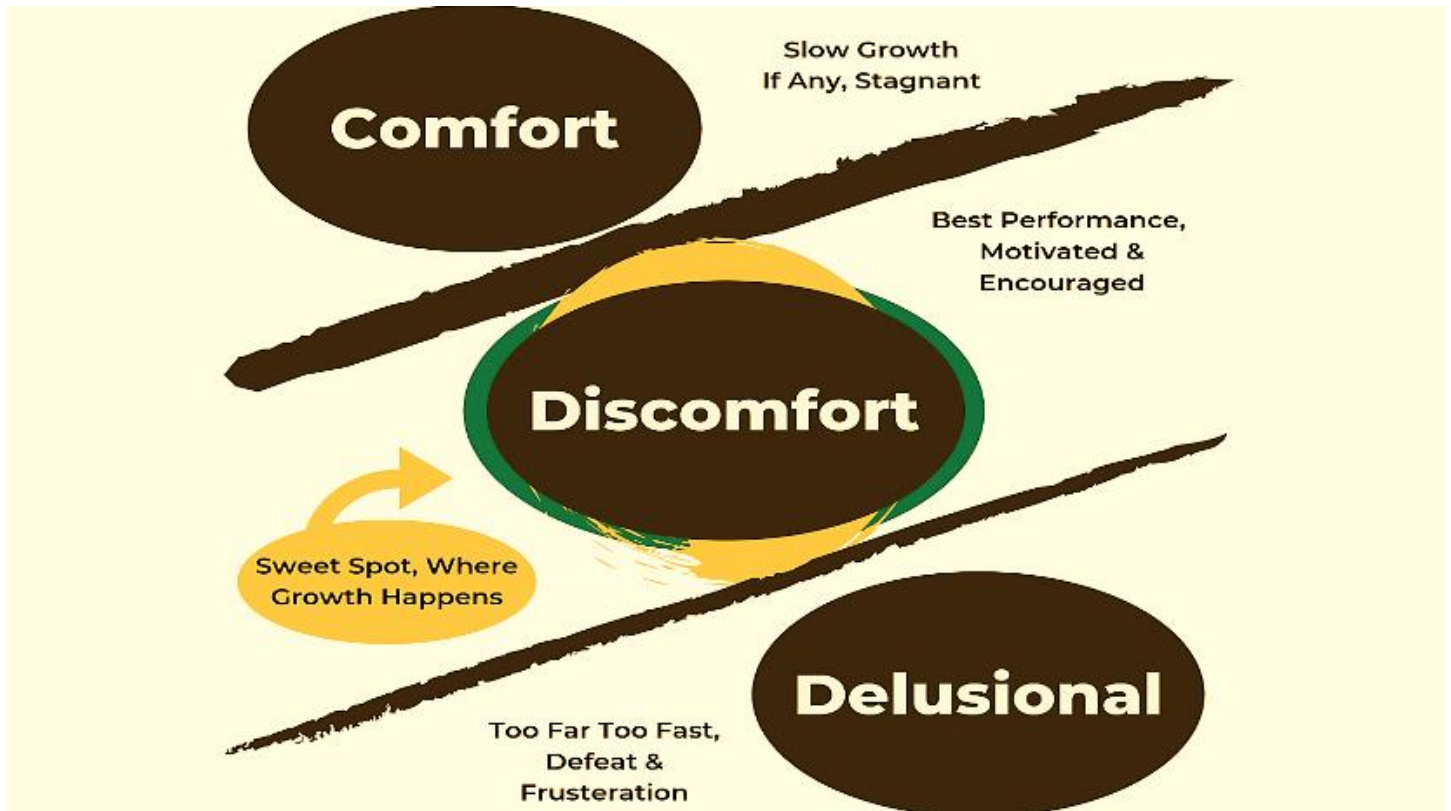 Comfort
Slow Growth
If Any, Stagnant
Best Performance,
Motivated &
Encouraged
Discomfort
Sweet Spot, Where
Growth Happens
Delusional
Too Far Too Fast,
Defeat &
Frusteration